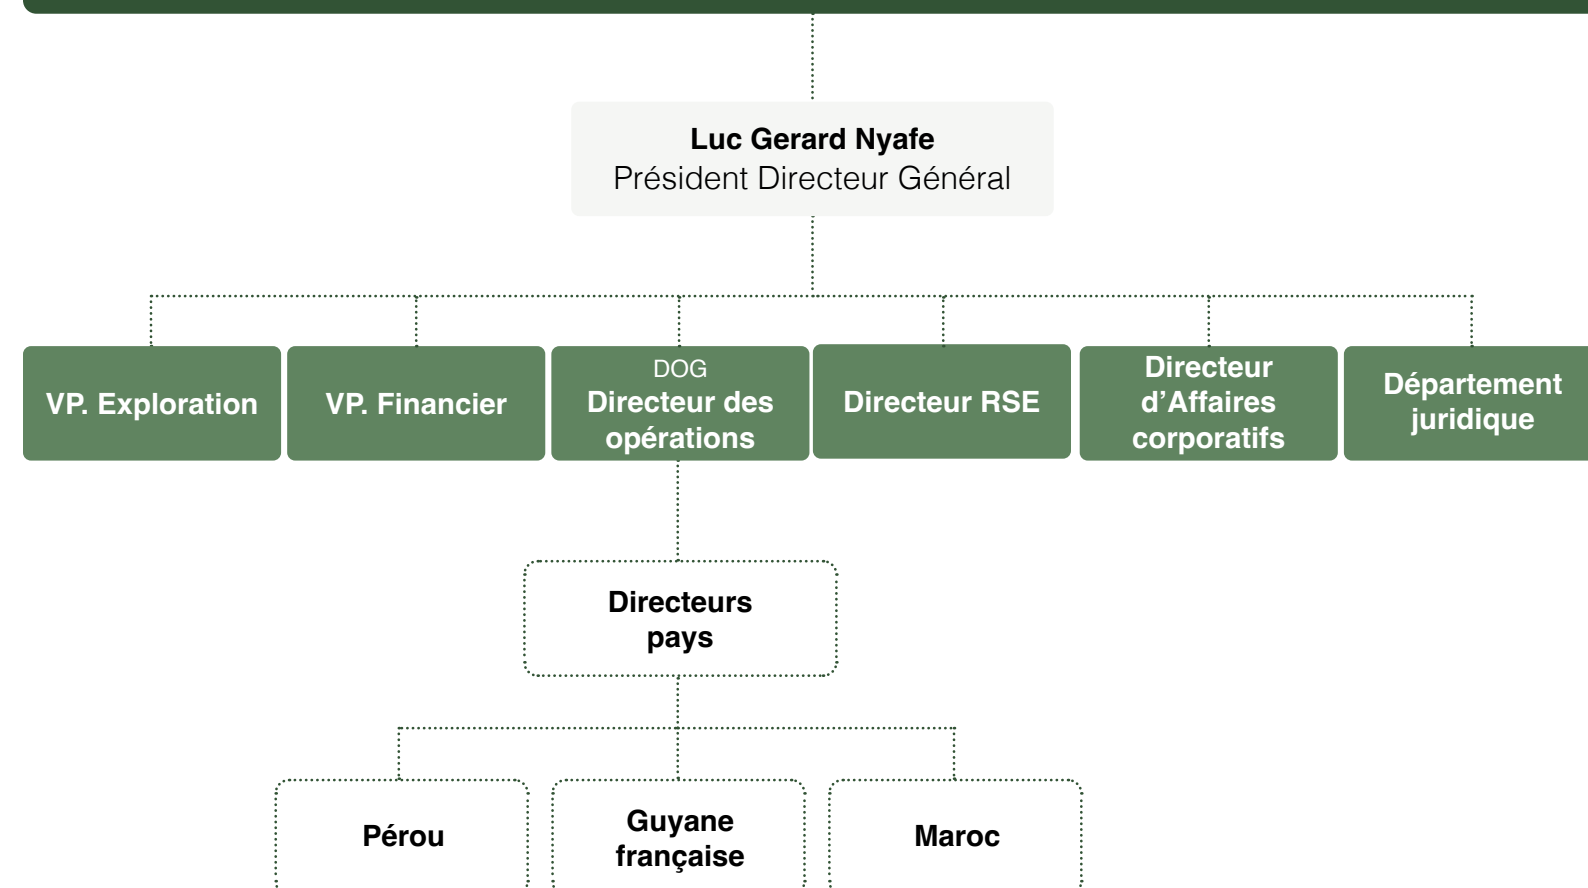 Luc Gerard Nyafe
Président Directeur Général
VP. Exploration
VP. Financier
DOG
Directeur des
opérations
Directeur RSE
Directeur
d’Affaires
corporatifs
Département
juridique
Directeurs
pays
Pérou
Guyane
française
Maroc